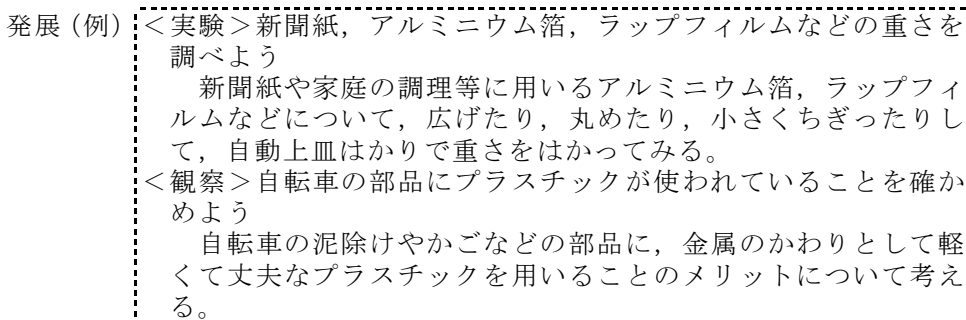 発展(例) <実験>新聞紙,アルミニウム箔,ラップフィルムなどの重さを
調べよう
新聞紙や家庭の調理等に用いるアルミニウム箔,ラップフィ
ルムなどについて,広げたり,丸めたり,小さくちぎったりし
て,自動上皿はかりで重さをはかってみる。
<観察>自転車の部品にプラスチックが使われていることを確か
めよう
自転車の泥除けやかごなどの部品に,金属のかわりとして軽
くて丈夫なプラスチックを用いることのメリットについて考え
る。